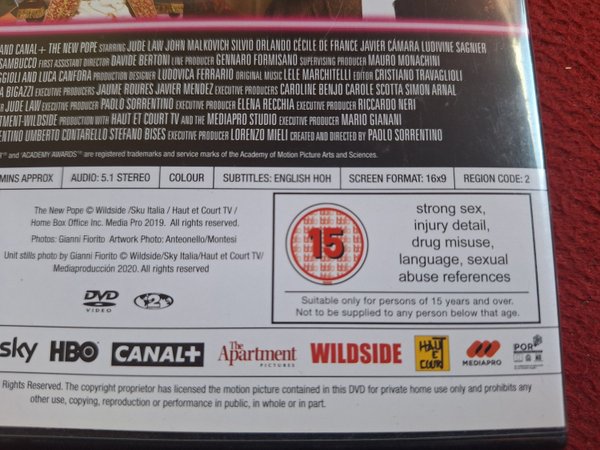 AND CANAL+ THE NEW POPE STARRING JUDE LAW JOHN MALKOVICH SILVIO ORLANDO CÉCILE DE FRANCE JAVIER CÁMARA LUDIVINE SAGNIER
SAMBUCCO FIRST ASSISTANT DIRECTOR DAVIDE BERTONI LINE PRODUCER GENNARO FORMISANO SUPERVISING PRODUCER MAURO MONACHINI
GGIOLI AND LUCA CANFORA PRODUCTION DESIGNER LUDOVICA FERRARIO ORIGINAL MUSIC LELE MARCHITELLI EDITOR CRISTIANO TRAVAGLIOLI
A BIGAZZI EXECUTIVE PRODUCERS JAUME ROURES JAVIER MENDEZ EXECUTIVE PRODUCERS CAROLINE BENJO CAROLE SCOTTA SIMON ARNAL
ER JUDE LAW EXECUTIVE PRODUCER PAOLO SORRENTINO EXECUTIVE PRODUCER ELENA RECCHIA EXECUTIVE PRODUCER RICCARDO NERI
TMENT-WILDSIDE PRODUCTION WITH HAUT ET COURT TV AND THE MEDIAPRO STUDIO EXECUTIVE PRODUCER MARIO GIANANI
ENTINO UMBERTO CONTARELLO STEFANO BISES EXECUTIVE PRODUCER LORENZO MIELI CREATED AND DIRECTED BY PAOLO SORRENTINO
and 'ACADEMY AWARDS' are registered trademarks and service marks of the Academy of Motion Picture Arts and Sciences.
MINS APPROX AUDIO: 5.1 STEREO COLOUR SUBTITLES: ENGLISH HOH SCREEN FORMAT: 16x9 REGION CODE: 2
The New Pope © Wildside /Sku Italia / Haut et Court TV /
Home Box Office Inc. Media Pro 2019. All rights reserved.
Photos: Gianni Fiorito Artwork Photo: Anteonello/Montesi
Unit stills photo by Gianni Fiorito © Wildside/Sky Italia/Haut et Court TV/
Mediaproducción 2020. All rights reserved
15
strong sex,
injury detail,
drug misuse,
language, sexual
abuse references
Suitable only for persons of 15 years and over.
Not to be supplied to any person below that age.
DVD
VIDEO
2
sky HBO CANAL+ The Apartment PICTURES WILDSIDE HAUT ET COURT MEDIAPRO POR
Rights Reserved. The copyright proprietor has licensed the motion picture contained in this DVD for private home use only and prohibits any
other use, copying, reproduction or performance in public, in whole or in part.